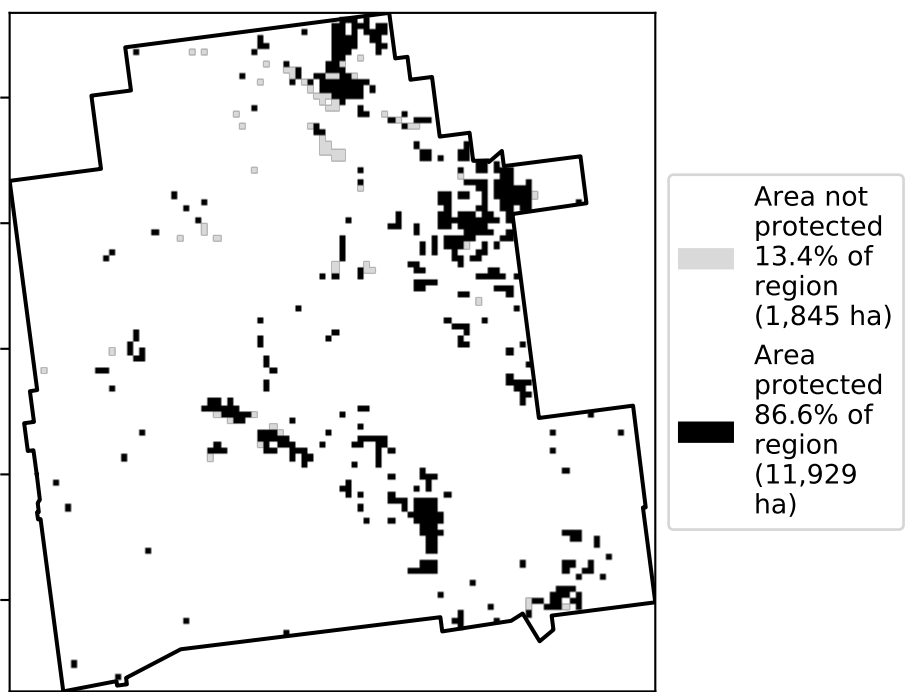 Area not
protected
13.4% of
region
(1,845 ha)
Area
protected
86.6% of
region
(11,929
ha)